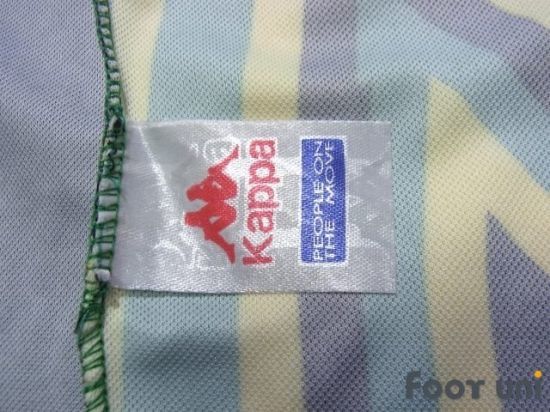 Kappa
PEOPLE ON
THE MOVE
FOOT UNI